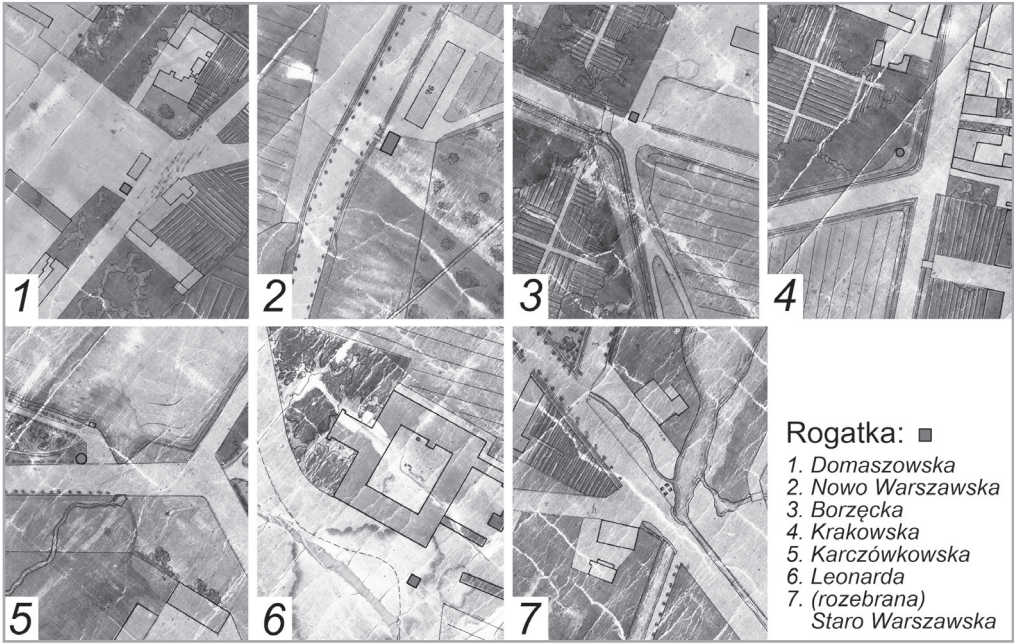 1
2
3
4
5
6
7
Rogatka:
1. Domaszowska
2. Nowo Warszawska
3. Borzęcka
4. Krakowska
5. Karczówkowska
6. Leonarda
7. (rozebrana)
Staro Warszawska